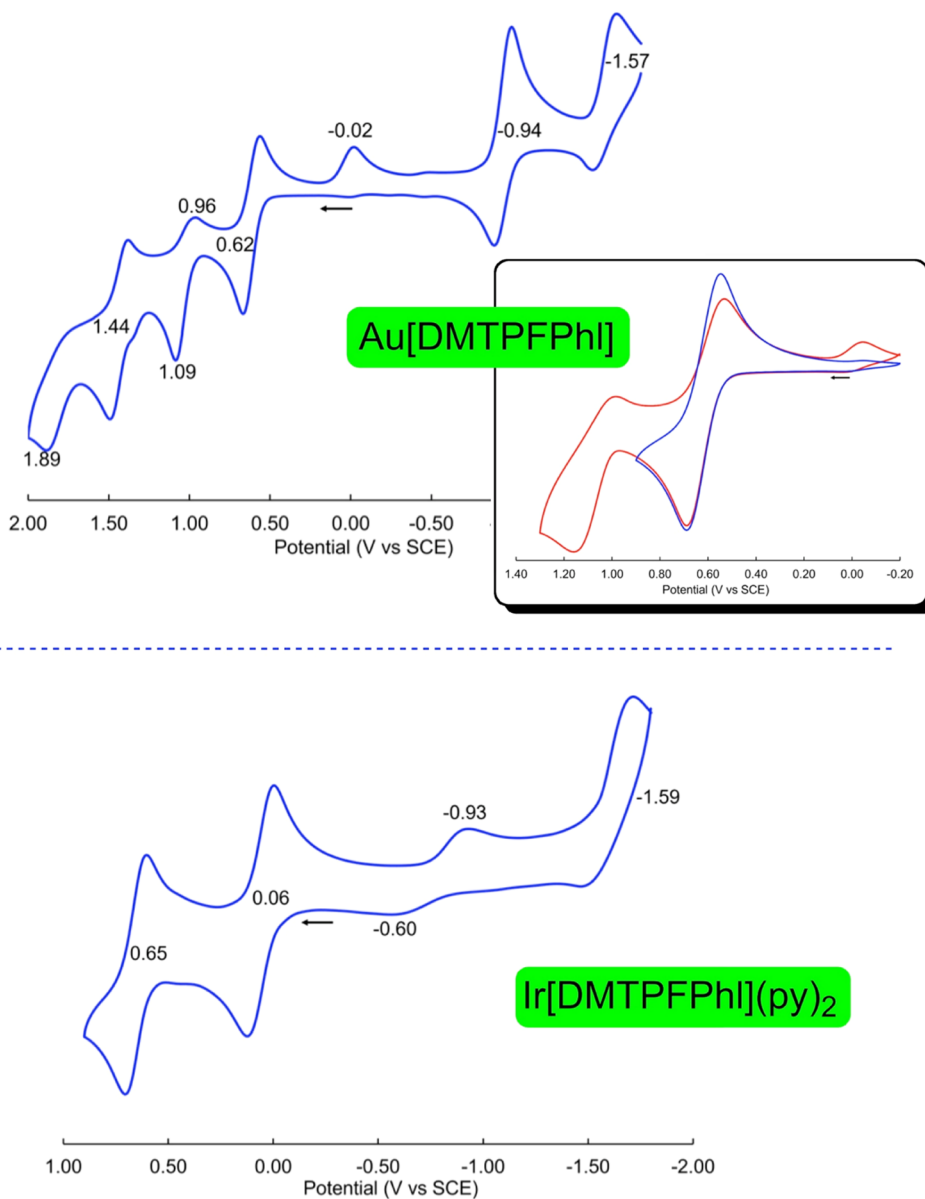 -1.57
-0.02
-0.94
0.96
0.62
1.44
1.09
1.89
Au[DMTPFPhl]
2.00 1.50 1.00 0.50 0.00 -0.50
Potential (V vs SCE)
1.40 1.20 1.00 0.80 0.60 0.40 0.20 0.00 -0.20
Potential (V vs SCE)
-0.93
-1.59
0.06
-0.60
0.65
Ir[DMTPFPhl](py)₂
1.00 0.50 0.00 -0.50 -1.00 -1.50 -2.00
Potential (V vs SCE)